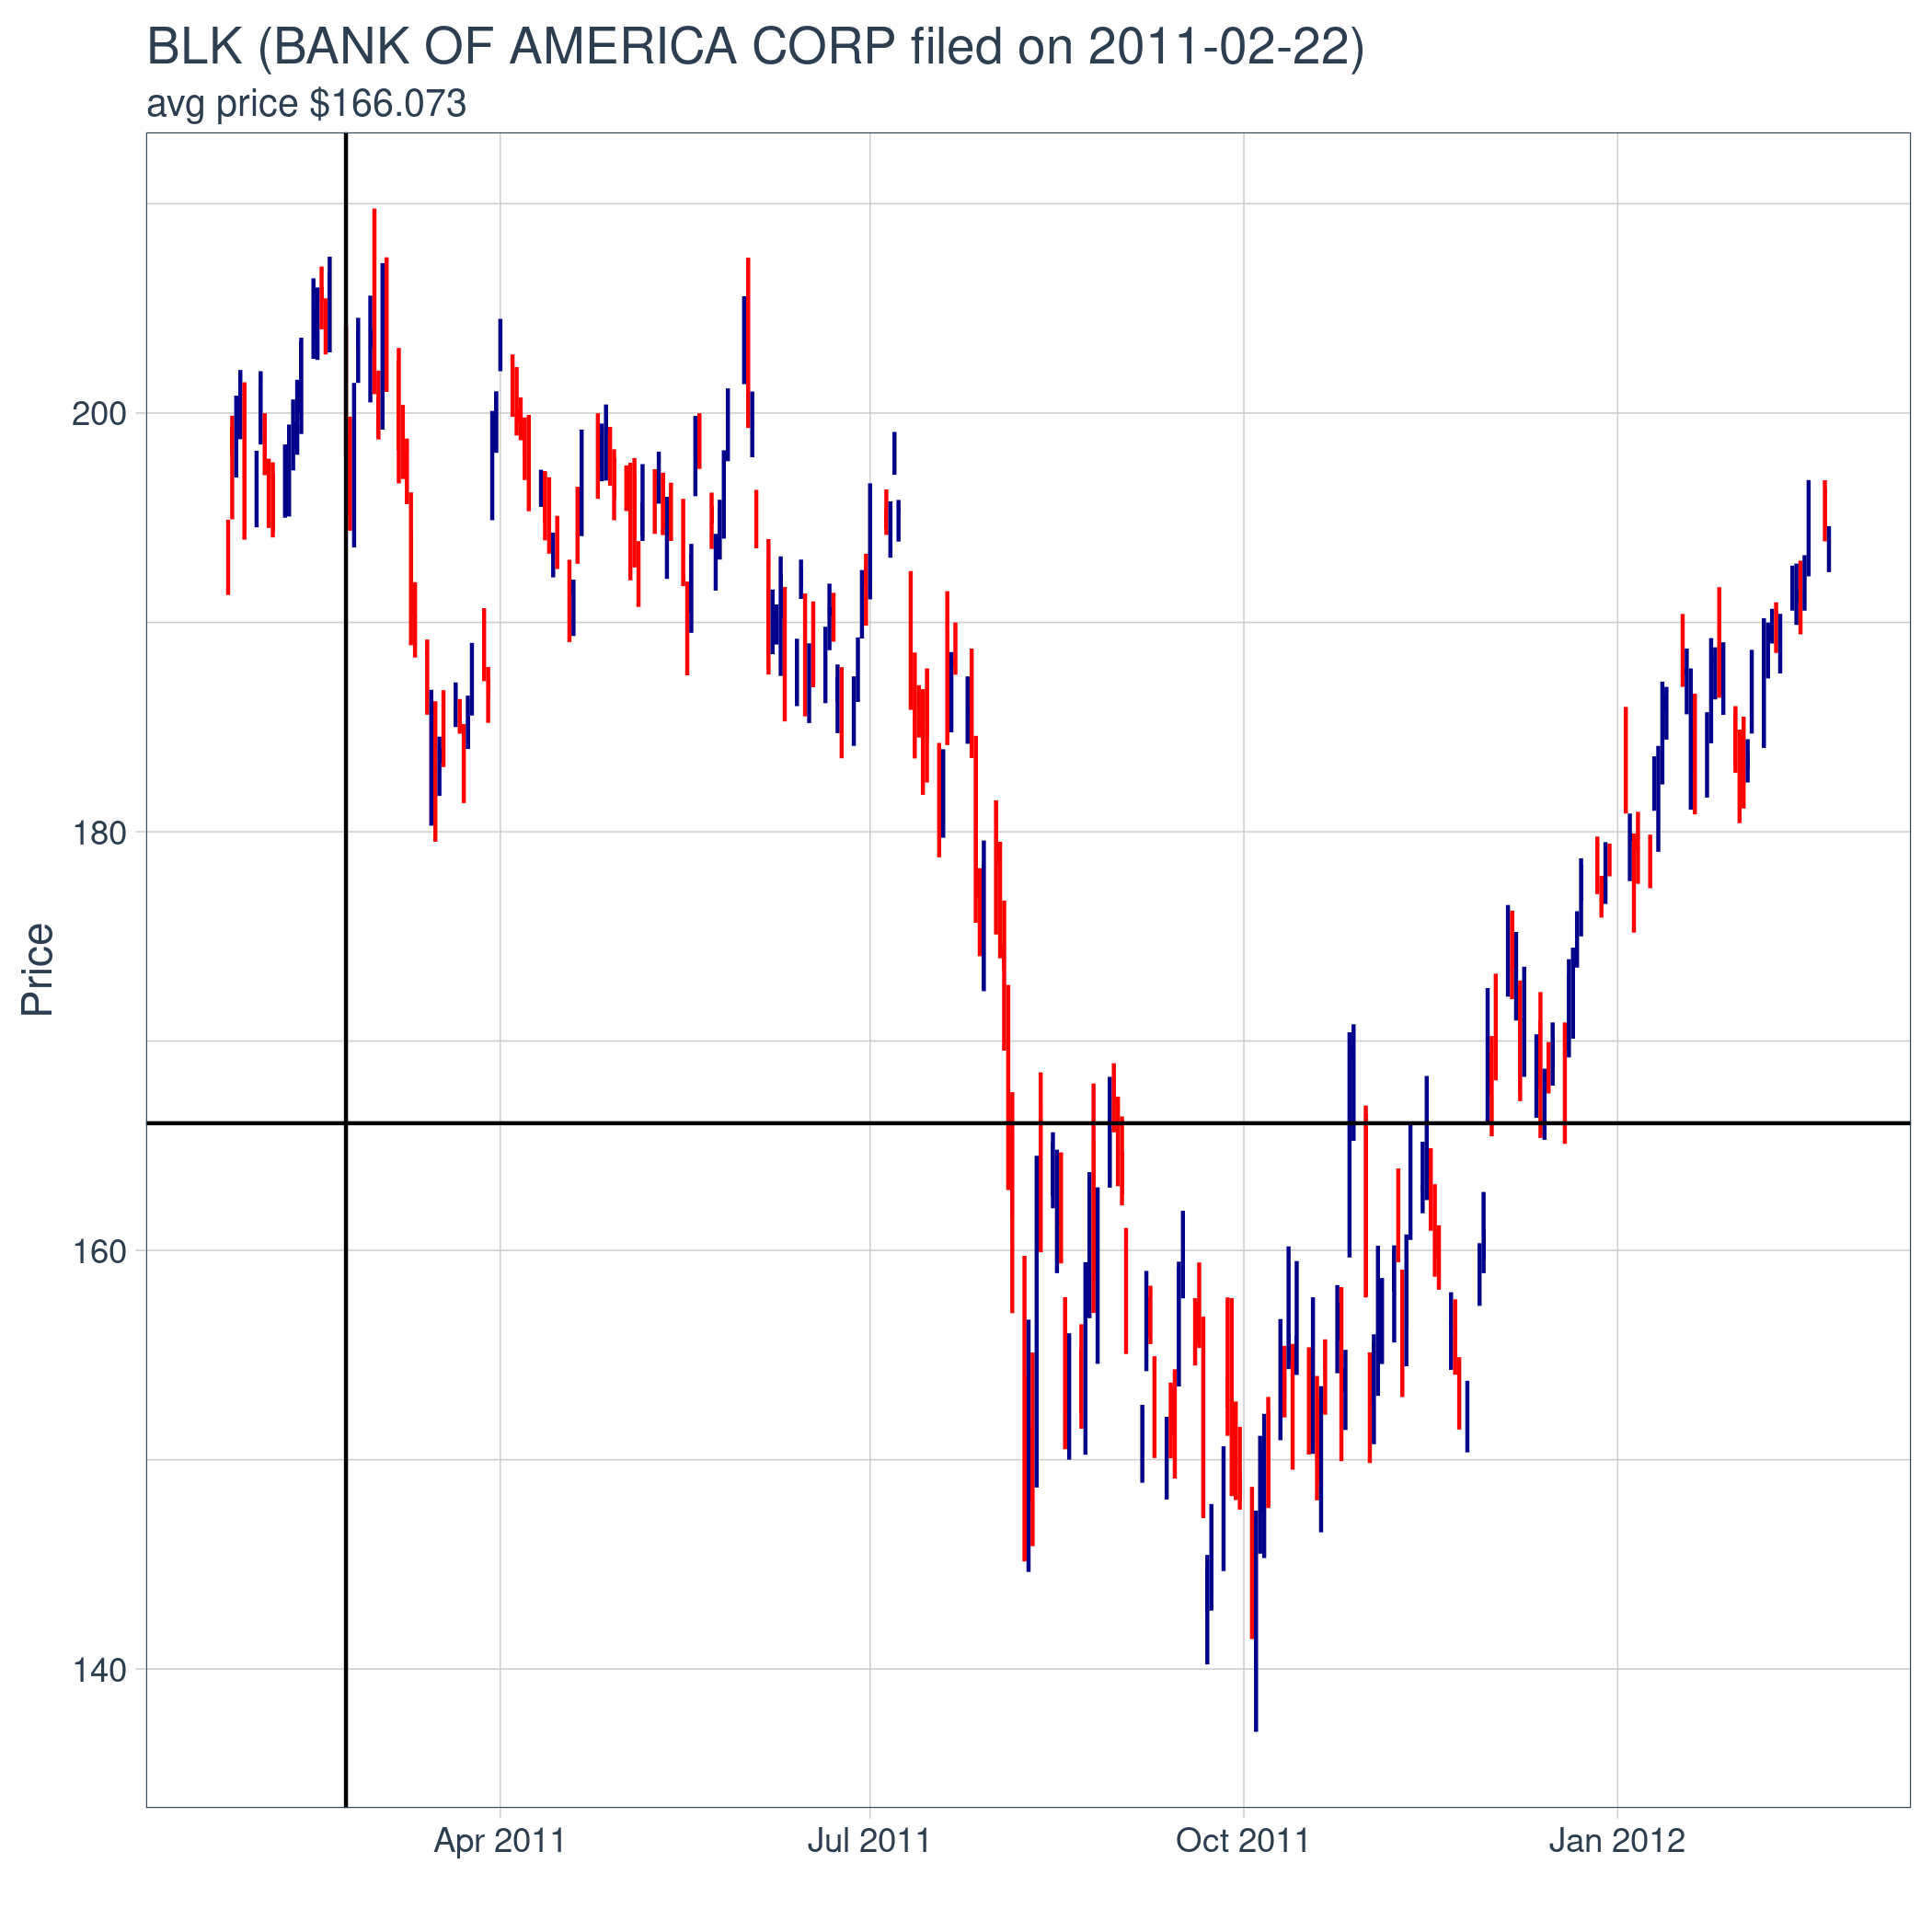 BLK (BANK OF AMERICA CORP filed on 2011-02-22)
avg price $166.073
Price
200
180
160
140
Apr 2011
Jul 2011
Oct 2011
Jan 2012